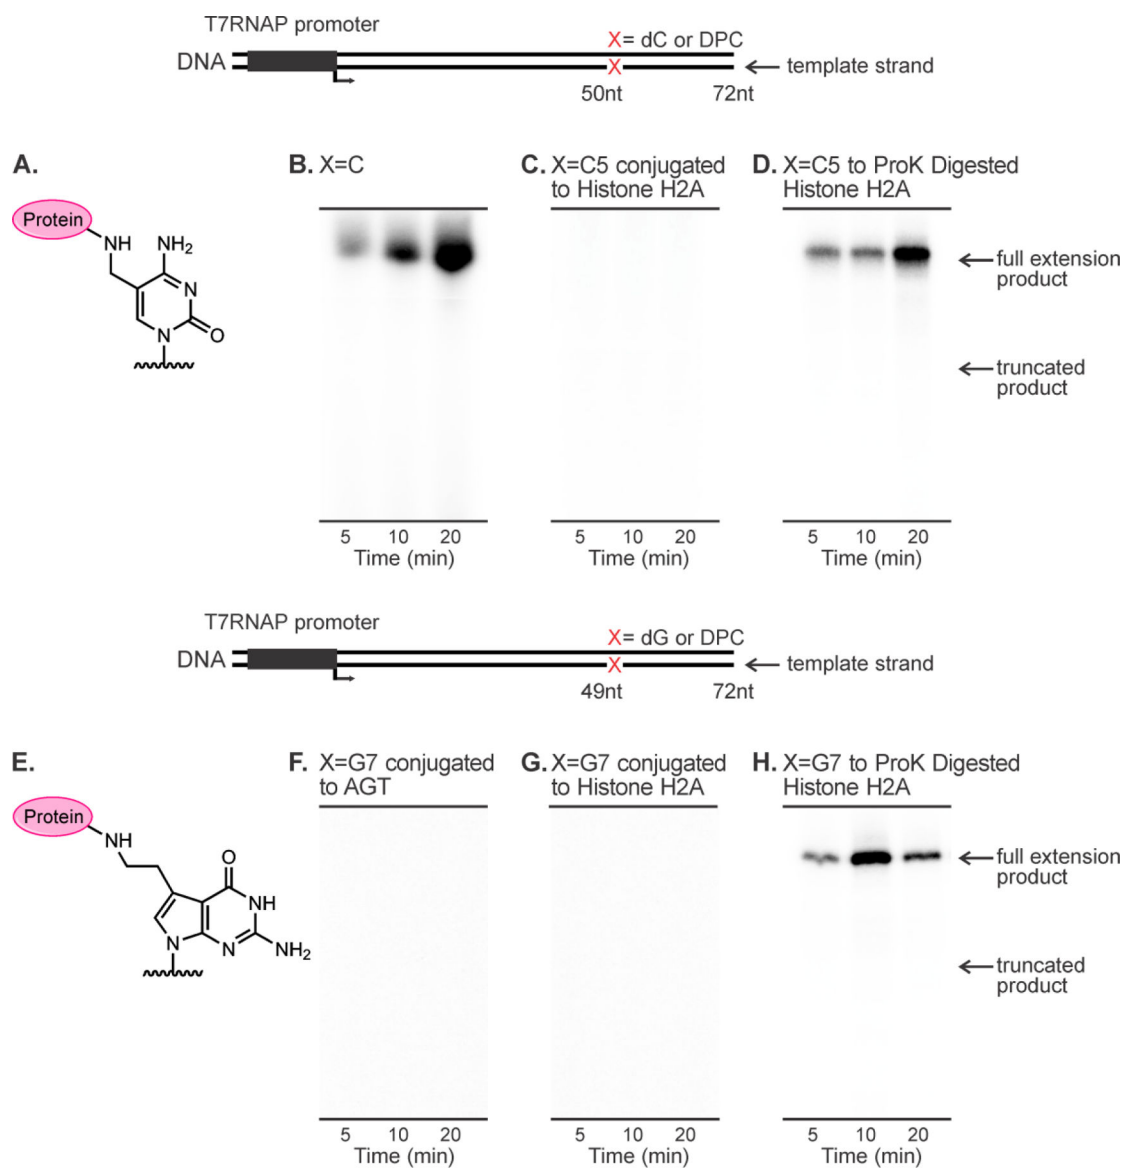 T7RNAP promoter
X= dC or DPC
DNA
X
template strand
50nt
72nt
A.
Protein
NH
NH2
N
N
O
B. X=C
C. X=C5 conjugated
to Histone H2A
D. X=C5 to ProK Digested
Histone H2A
full extension
product
truncated
product
5 10 20
Time (min)
5 10 20
Time (min)
5 10 20
Time (min)
T7RNAP promoter
X= dG or DPC
DNA
X
template strand
49nt
72nt
E.
Protein
NH
O
NH
N
N
NH2
F. X=G7 conjugated
to AGT
G. X=G7 conjugated
to Histone H2A
H. X=G7 to ProK Digested
Histone H2A
full extension
product
truncated
product
5 10 20
Time (min)
5 10 20
Time (min)
5 10 20
Time (min)